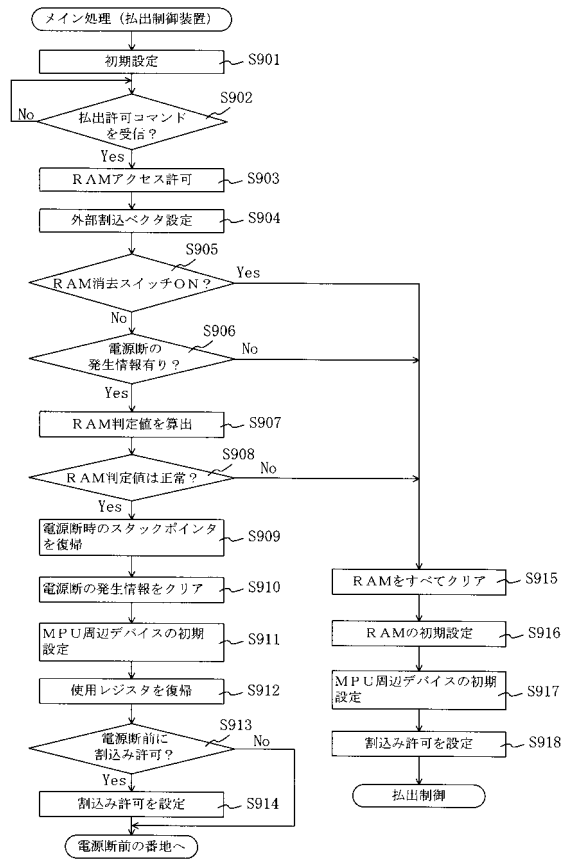 メイン処理（払出制御装置）
初期設定
S901
払出許可コマンド
を受信？
S902
No
Yes
RAMアクセス許可
S903
外部割込ベクタ設定
S904
RAM消去スイッチON？
S905
Yes
No
電源断の
発生情報有り？
S906
No
Yes
RAM判定値を算出
S907
RAM判定値は正常？
S908
No
Yes
電源断時のスタックポインタ
を復帰
S909
電源断の発生情報をクリア
S910
MPU周辺デバイスの初期
設定
S911
使用レジスタを復帰
S912
電源断前に
割込み許可？
S913
No
Yes
割込み許可を設定
S914
電源断前の番地へ
RAMをすべてクリア
S915
RAMの初期設定
S916
MPU周辺デバイスの初期
設定
S917
割込み許可を設定
S918
払出制御